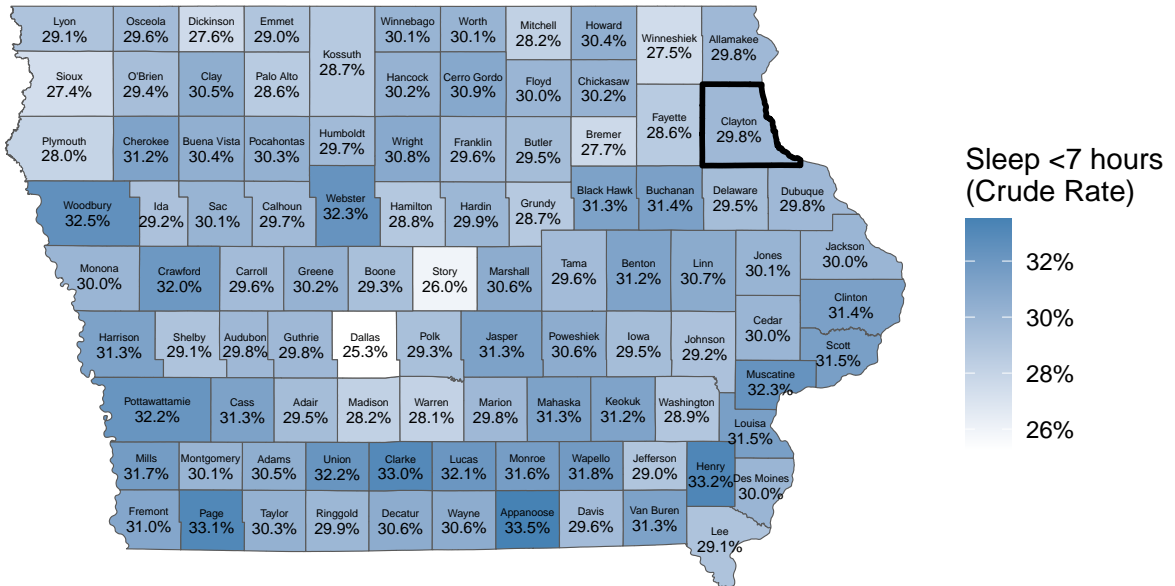 Lyon
29.1%
Osceola
29.6%
Dickinson
27.6%
Emmet
29.0%
Kossuth
28.7%
Winnebago
30.1%
Worth
30.1%
Mitchell
28.2%
Howard
30.4%
Winneshiek
27.5%
Allamakee
29.8%
Sioux
27.4%
O'Brien
29.4%
Clay
30.5%
Palo Alto
28.6%
Hancock
30.2%
Cerro Gordo
30.9%
Floyd
30.0%
Chickasaw
30.2%
Fayette
28.6%
Clayton
29.8%
Plymouth
28.0%
Cherokee
31.2%
Buena Vista
30.4%
Pocahontas
30.3%
Humboldt
29.7%
Wright
30.8%
Franklin
29.6%
Butler
29.5%
Bremer
27.7%
Woodbury
32.5%
Ida
29.2%
Sac
30.1%
Calhoun
29.7%
Webster
32.3%
Hamilton
28.8%
Hardin
29.9%
Grundy
28.7%
Black Hawk
31.3%
Buchanan
31.4%
Delaware
29.5%
Dubuque
29.8%
Monona
30.0%
Crawford
32.0%
Carroll
29.6%
Greene
30.2%
Boone
29.3%
Story
26.0%
Marshall
30.6%
Tama
29.6%
Benton
31.2%
Linn
30.7%
Jones
30.1%
Jackson
30.0%
Clinton
31.4%
Harrison
31.3%
Shelby
29.1%
Audubon
29.8%
Guthrie
29.8%
Dallas
25.3%
Polk
29.3%
Jasper
31.3%
Poweshiek
30.6%
Iowa
29.5%
Johnson
29.2%
Cedar
30.0%
Scott
31.5%
Muscatine
32.3%
Pottawattamie
32.2%
Cass
31.3%
Adair
29.5%
Madison
28.2%
Warren
28.1%
Marion
29.8%
Mahaska
31.3%
Keokuk
31.2%
Washington
28.9%
Louisa
31.5%
Mills
31.7%
Montgomery
30.1%
Adams
30.5%
Union
32.2%
Clarke
33.0%
Lucas
32.1%
Monroe
31.6%
Wapello
31.8%
Jefferson
29.0%
Henry
33.2%
Des Moines
30.0%
Fremont
31.0%
Page
33.1%
Taylor
30.3%
Ringgold
29.9%
Decatur
30.6%
Wayne
30.6%
Appanoose
33.5%
Davis
29.6%
Van Buren
31.3%
Lee
29.1%
Sleep <7 hours
(Crude Rate)
32%
30%
28%
26%